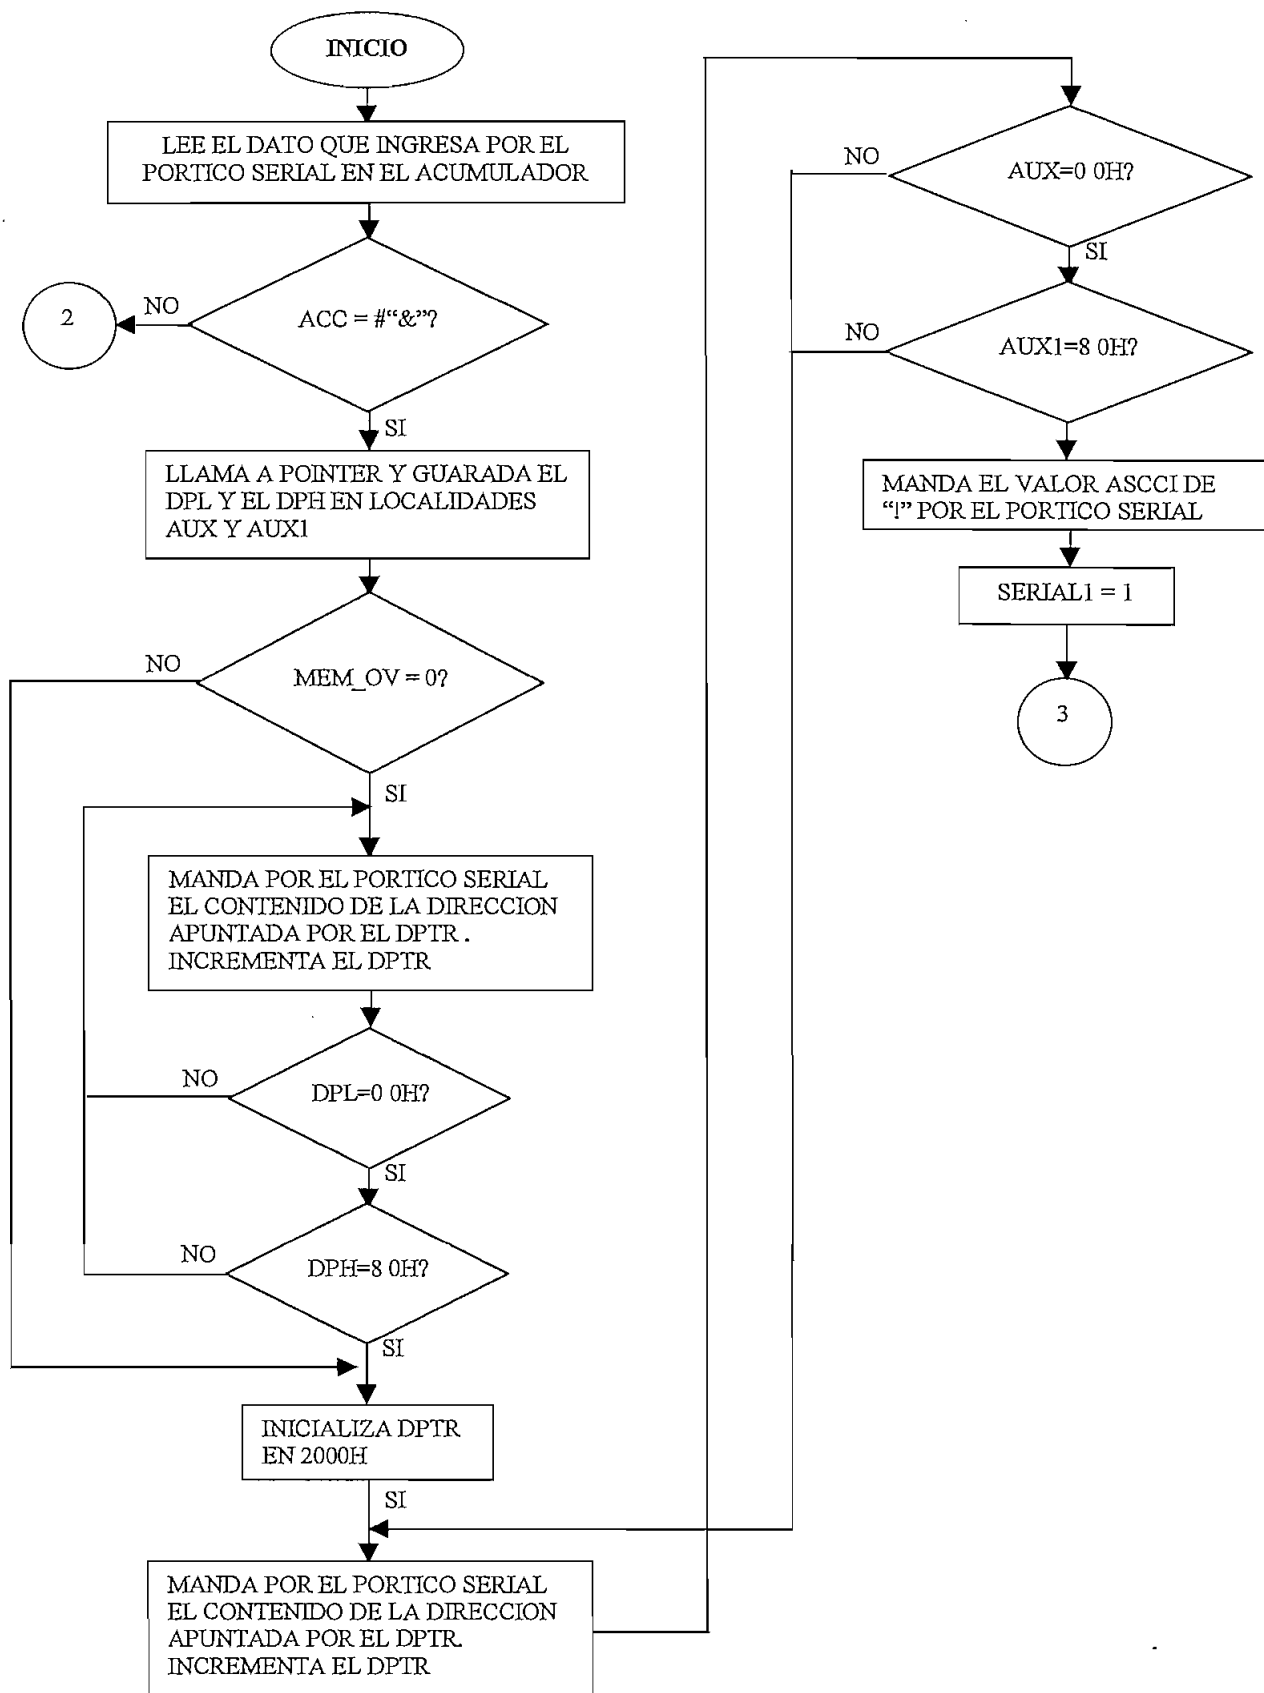 INICIO
LEE EL DATO QUE INGRESA POR EL
PORTICO SERIAL EN EL ACUMULADOR
ACC = #“&”?
NO
2
SI
LLAMA A POINTER Y GUARADA EL
DPL Y EL DPH EN LOCALIDADES
AUX Y AUX1
MEM_OV = 0?
NO
SI
MANDA POR EL PORTICO SERIAL
EL CONTENIDO DE LA DIRECCION
APUNTADA POR EL DPTR .
INCREMENTA EL DPTR
DPL=0 0H?
NO
SI
DPH=8 0H?
NO
SI
INICIALIZA DPTR
EN 2000H
SI
MANDA POR EL PORTICO SERIAL
EL CONTENIDO DE LA DIRECCION
APUNTADA POR EL DPTR.
INCREMENTA EL DPTR
AUX=0 0H?
NO
SI
AUX1=8 0H?
NO
MANDA EL VALOR ASCCI DE
“!” POR EL PORTICO SERIAL
SERIAL1 = 1
3